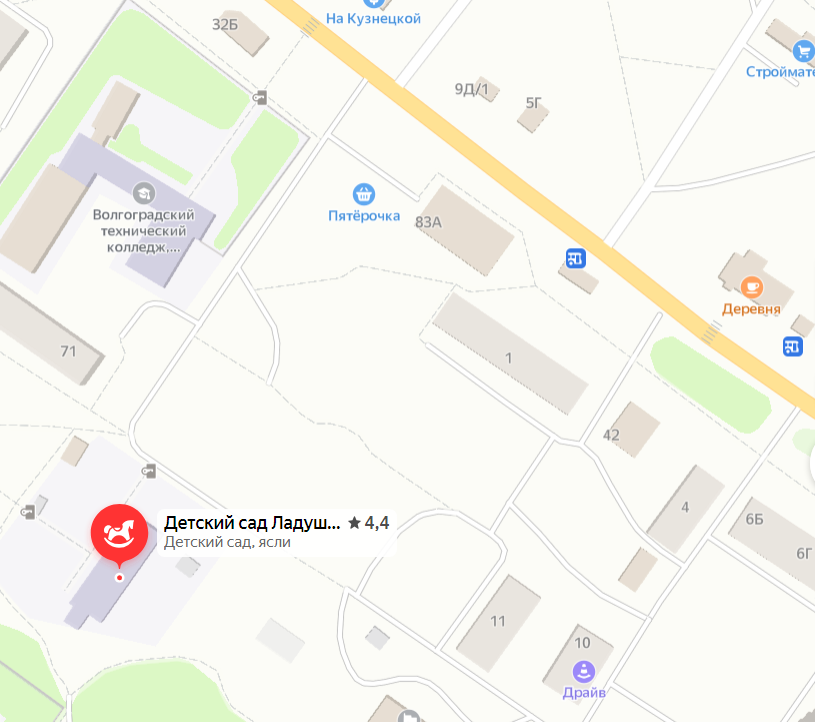 На Кузнецкой
32Б
9Д/1
5Г
Строймате
Волгоградский
технический
колледж,...
Пятёрочка
83А
Деревня
71
1
42
4
6Б
6Г
Детский сад Ладуш... ★ 4,4
Детский сад, ясли
11
10
Драйв